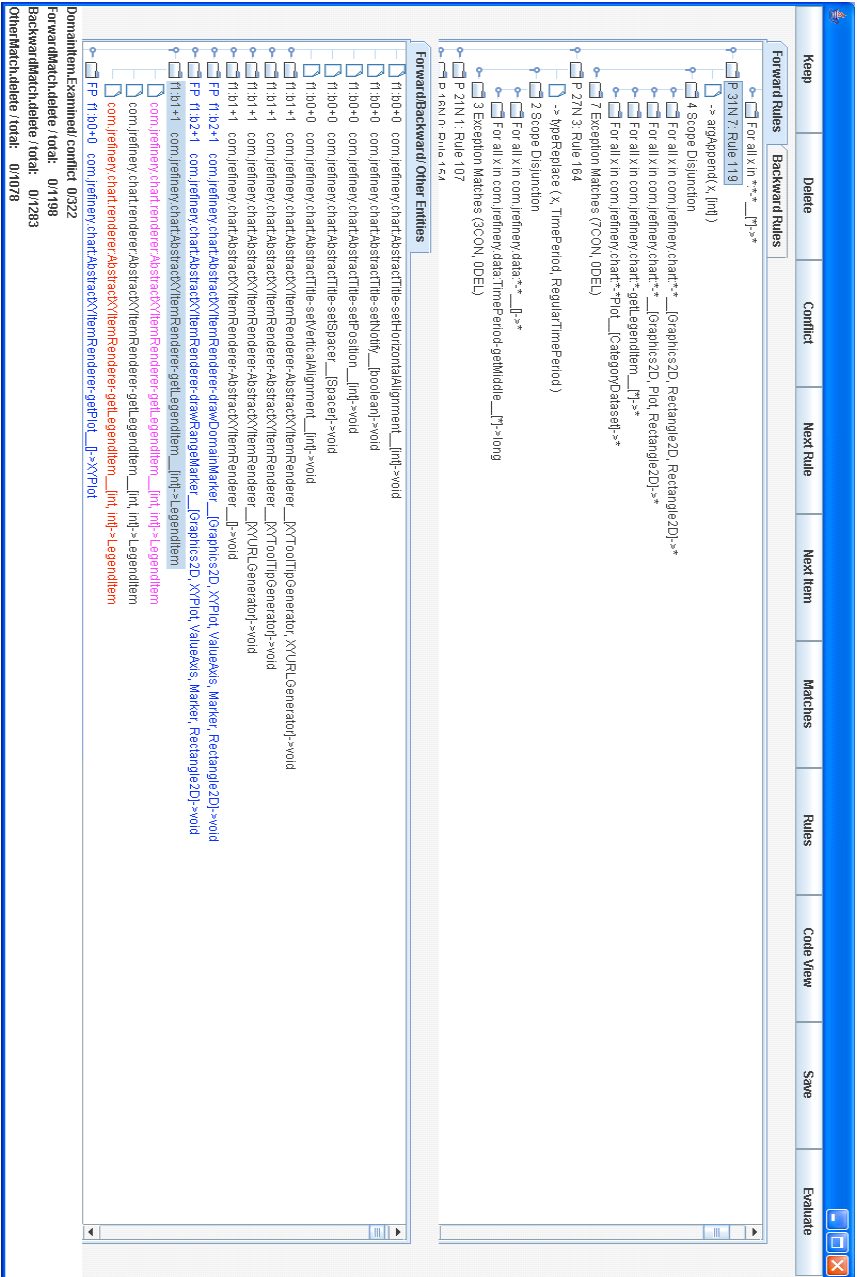 Keep Delete Conflict Next Rule Next Item Matches Rules Code View Save Evaluate
Forward Rules Backward Rules
For all x in *:*.*-*__[*]->*
P 31N 7: Rule 119
-> argAppend( x, [int] )
4 Scope Disjunction
For all x in com.jrefinery.chart:*-*__[Graphics2D, Rectangle2D, Rectangle2D]->*
For all x in com.jrefinery.chart:*-*__[Graphics2D, Plot, Rectangle2D]->*
For all x in com.jrefinery.chart:*-getLegendItem__[*]->*
For all x in com.jrefinery.chart:*-*Plot__[CategoryDataset]->*
7 Exception Matches (7CON, 0DEL)
P 27N 3: Rule 164
-> typeReplace ( x, TimePeriod, RegularTimePeriod )
2 Scope Disjunction
For all x in com.jrefinery.data:*-*__[]->*
For all x in com.jrefinery.data:TimePeriod-getMiddle__[*]->long
3 Exception Matches (3CON, 0DEL)
P 21N 1: Rule 107
P 16N 0: Rule 154
Forward/Backward/ Other Entities
f1:b0+0 com.jrefinery.chart:AbstractTitle-setHorizontalAlignment__[int]->void
f1:b0+0 com.jrefinery.chart:AbstractTitle-setNotify__[boolean]->void
f1:b0+0 com.jrefinery.chart:AbstractTitle-setPosition__[int]->void
f1:b0+0 com.jrefinery.chart:AbstractTitle-setSpacer__[Spacer]->void
f1:b0+0 com.jrefinery.chart:AbstractTitle-setVerticalAlignment__[int]->void
f1:b1+1 com.jrefinery.chart:AbstractXYItemRenderer-AbstractXYItemRenderer__[XYToolTipGenerator, XYURLGenerator]->void
f1:b1+1 com.jrefinery.chart:AbstractXYItemRenderer-AbstractXYItemRenderer__[XYToolTipGenerator]->void
f1:b1+1 com.jrefinery.chart:AbstractXYItemRenderer-AbstractXYItemRenderer__[XYURLGenerator]->void
f1:b1+1 com.jrefinery.chart:AbstractXYItemRenderer-AbstractXYItemRenderer__[]->void
FP f1:b2+1 com.jrefinery.chart:AbstractXYItemRenderer-drawDomainMarker__[Graphics2D, XYPlot, ValueAxis, Marker, Rectangle2D]->void
FP f1:b2+1 com.jrefinery.chart:AbstractXYItemRenderer-drawRangeMarker__[Graphics2D, XYPlot, ValueAxis, Marker, Rectangle2D]->void
f1:b1+1 com.jrefinery.chart:AbstractXYItemRenderer-getLegendItem__[int]->LegendItem
com.jrefinery.chart.renderer:AbstractXYItemRenderer-getLegendItem__[int, int]->LegendItem
com.jrefinery.chart.renderer:AbstractXYItemRenderer-getLegendItem__[int, int]->LegendItem
com.jrefinery.chart.renderer:AbstractXYItemRenderer-getLegendItem__[int, int]->LegendItem
FP f1:b0+0 com.jrefinery.chart:AbstractXYItemRenderer-getPlot__[]->XYPlot
DomainItem.Examined/ conflict 0/322
ForwardMatch.delete / total: 0/1198
BackwardMatch.delete / total: 0/1283
OtherMatch.delete / total: 0/1078